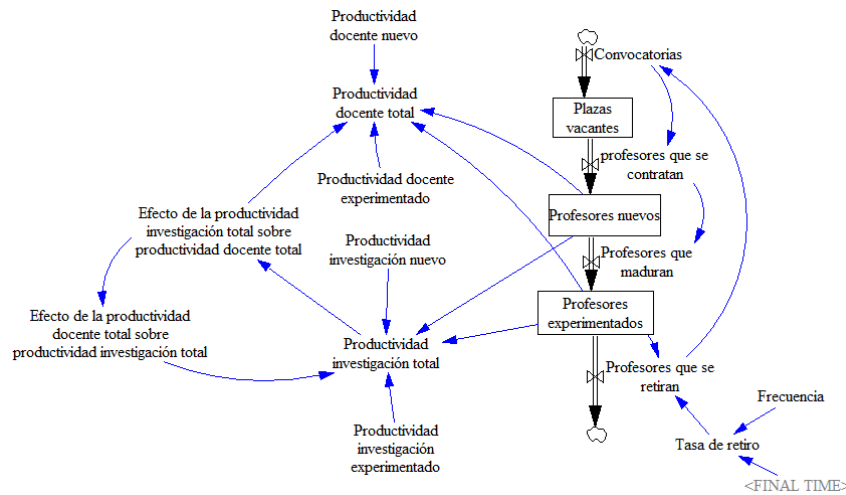 Productividad
docente nuevo
Convocatorias
Productividad
docente total
Plazas
vacantes
profesores que se
contratan
Productividad docente
experimentado
Efecto de la productividad
investigación total sobre
productividad docente total
Profesores nuevos
Productividad
investigación nuevo
Profesores que
maduran
Profesores
experimentados
Efecto de la productividad
docente total sobre
productividad investigación total
Productividad
investigación total
Profesores que se
retiran
Frecuencia
Productividad
investigación
experimentado
Tasa de retiro
<FINAL TIME>